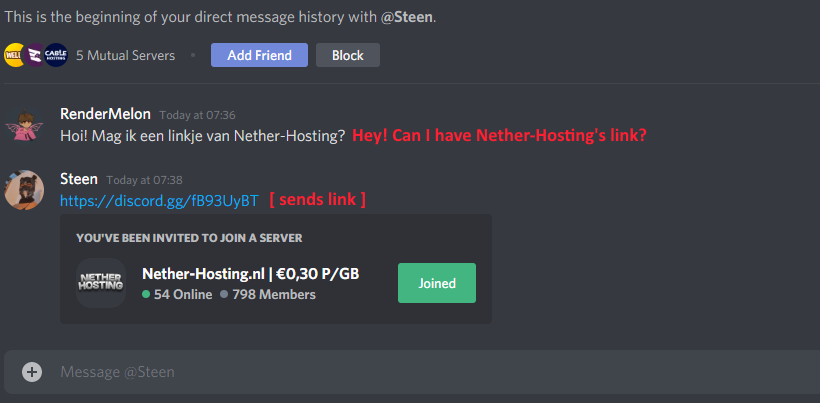 This is the beginning of your direct message history with @Steen.
WELL CABLE HOSTING 5 Mutual Servers • Add Friend Block
RenderMelon Today at 07:36
Hoi! Mag ik een linkje van Nether-Hosting? Hey! Can I have Nether-Hosting's link?
Steen Today at 07:38
https://discord.gg/fB93UyBT [ sends link ]
YOU'VE BEEN INVITED TO JOIN A SERVER
NETHER HOSTING
Nether-Hosting.nl | €0,30 P/GB
54 Online 798 Members
Joined
Message @Steen